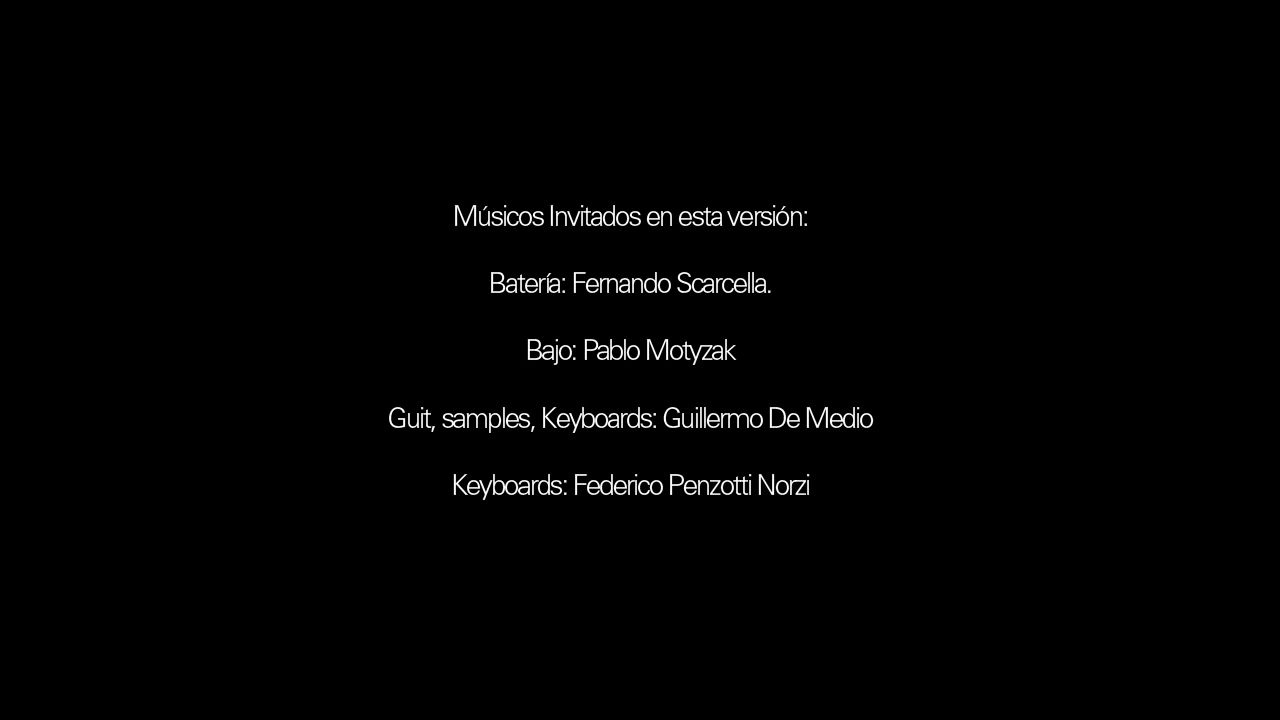 Músicos Invitados en esta versión:
Batería: Fernando Scarcella.
Bajo: Pablo Motyzak
Guit, samples, Keyboards: Guillermo De Medio
Keyboards: Federico Penzotti Norzi